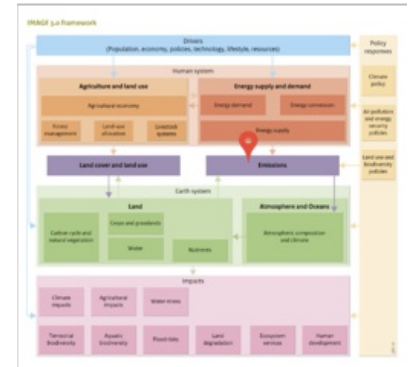 IMAGE 3.0 framework
Drivers
(Population, economy, policies, technology, lifestyle, resources)
Policy
responses
Human system
Agriculture and land use
Energy supply and demand
Climate
policy
Agricultural economy
Energy demand
Energy conversion
Air pollution
and energy
security
policies
Forest
management
Land-use
allocation
Livestock
systems
Energy supply
Land cover and land use
Emissions
Land use and
biodiversity
policies
Earth system
Land
Atmosphere and Oceans
Carbon cycle and
natural vegetation
Crops and grasslands
Water
Nutrients
Atmospheric composition
and climate
Impacts
Climate
impacts
Agricultural
impacts
Water stress
Terrestrial
biodiversity
Aquatic
biodiversity
Flood risks
Land
degradation
Ecosystem
services
Human
development